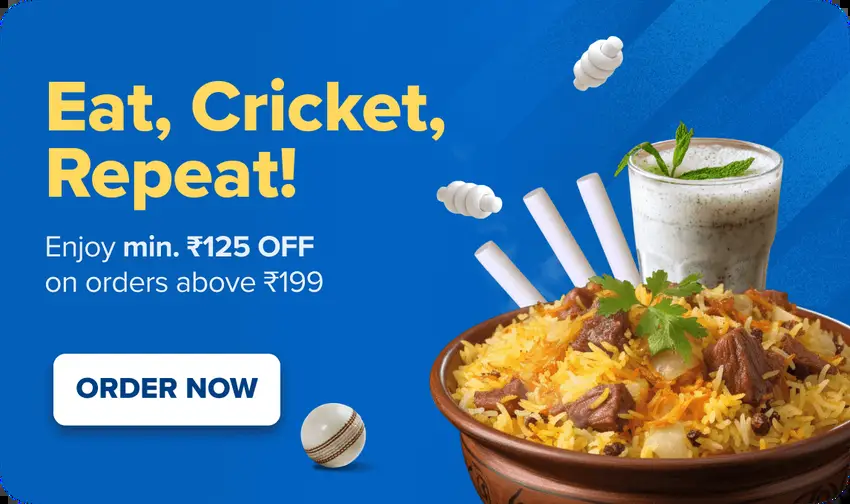 Eat, Cricket,
Repeat!
Enjoy min. ₹125 OFF
on orders above ₹199
ORDER NOW